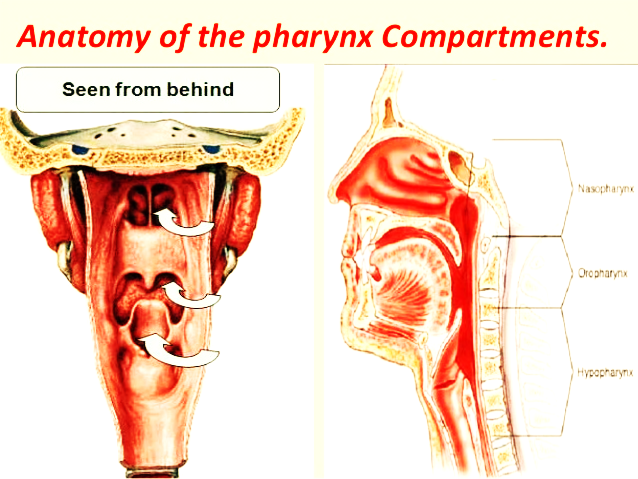 Anatomy of the pharynx Compartments.
Seen from behind
Nasopharynx
Oropharynx
Hypopharynx